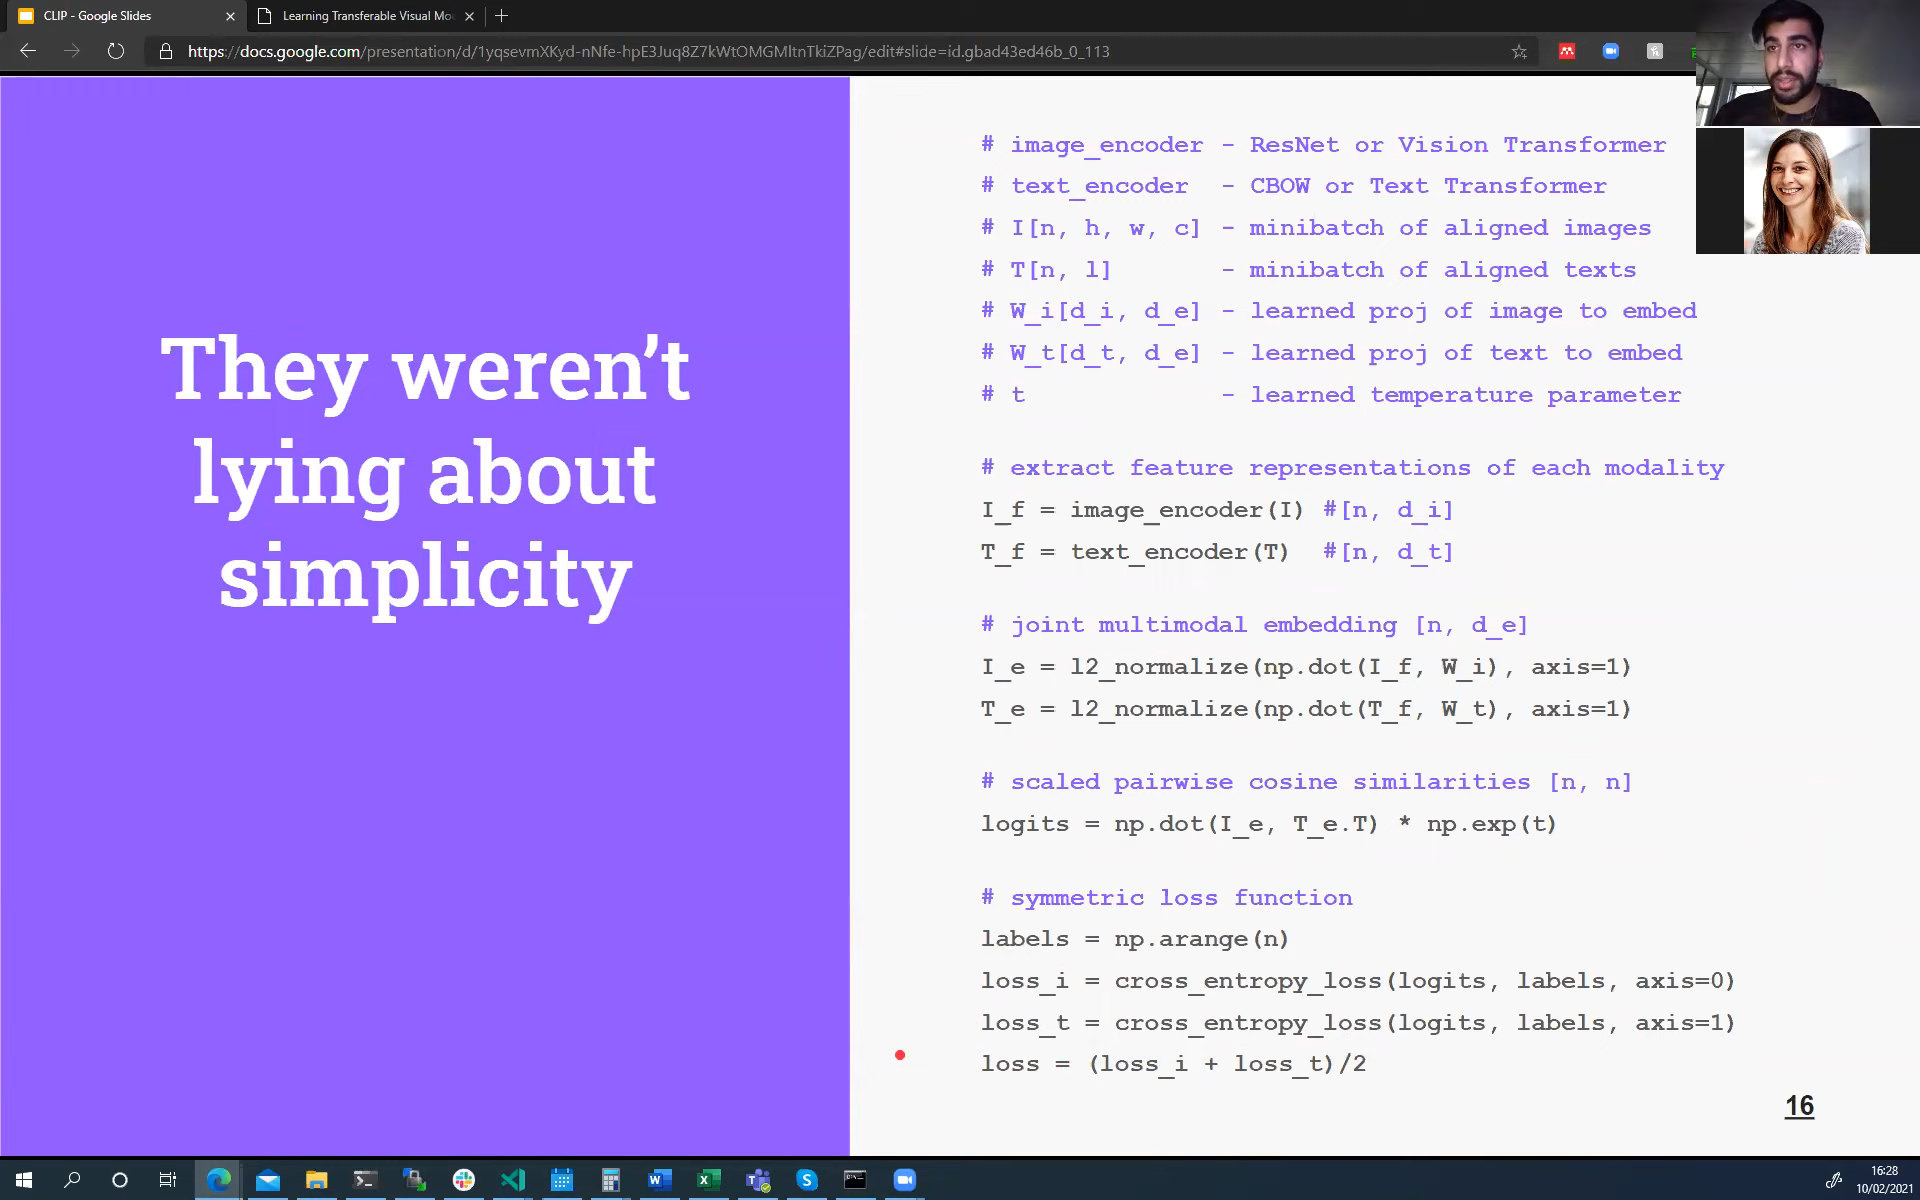 CLIP - Google Slides
Learning Transferable Visual Mo
https://docs.google.com/presentation/d/1yqsevmXKyd-nNfe-hpE3Juq8Z7kWtOMGMltnTkiZPag/edit#slide=id.gbad43ed46b_0_113
They weren’t
lying about
simplicity
# image_encoder - ResNet or Vision Transformer
# text_encoder  - CBOW or Text Transformer
# I[n, h, w, c] - minibatch of aligned images
# T[n, l]       - minibatch of aligned texts
# W_i[d_i, d_e] - learned proj of image to embed
# W_t[d_t, d_e] - learned proj of text to embed
# t             - learned temperature parameter
# extract feature representations of each modality
I_f = image_encoder(I) #[n, d_i]
T_f = text_encoder(T)  #[n, d_t]
# joint multimodal embedding [n, d_e]
I_e = l2_normalize(np.dot(I_f, W_i), axis=1)
T_e = l2_normalize(np.dot(T_f, W_t), axis=1)
# scaled pairwise cosine similarities [n, n]
logits = np.dot(I_e, T_e.T) * np.exp(t)
# symmetric loss function
labels = np.arange(n)
loss_i = cross_entropy_loss(logits, labels, axis=0)
loss_t = cross_entropy_loss(logits, labels, axis=1)
loss = (loss_i + loss_t)/2
16
16:28
10/02/2021